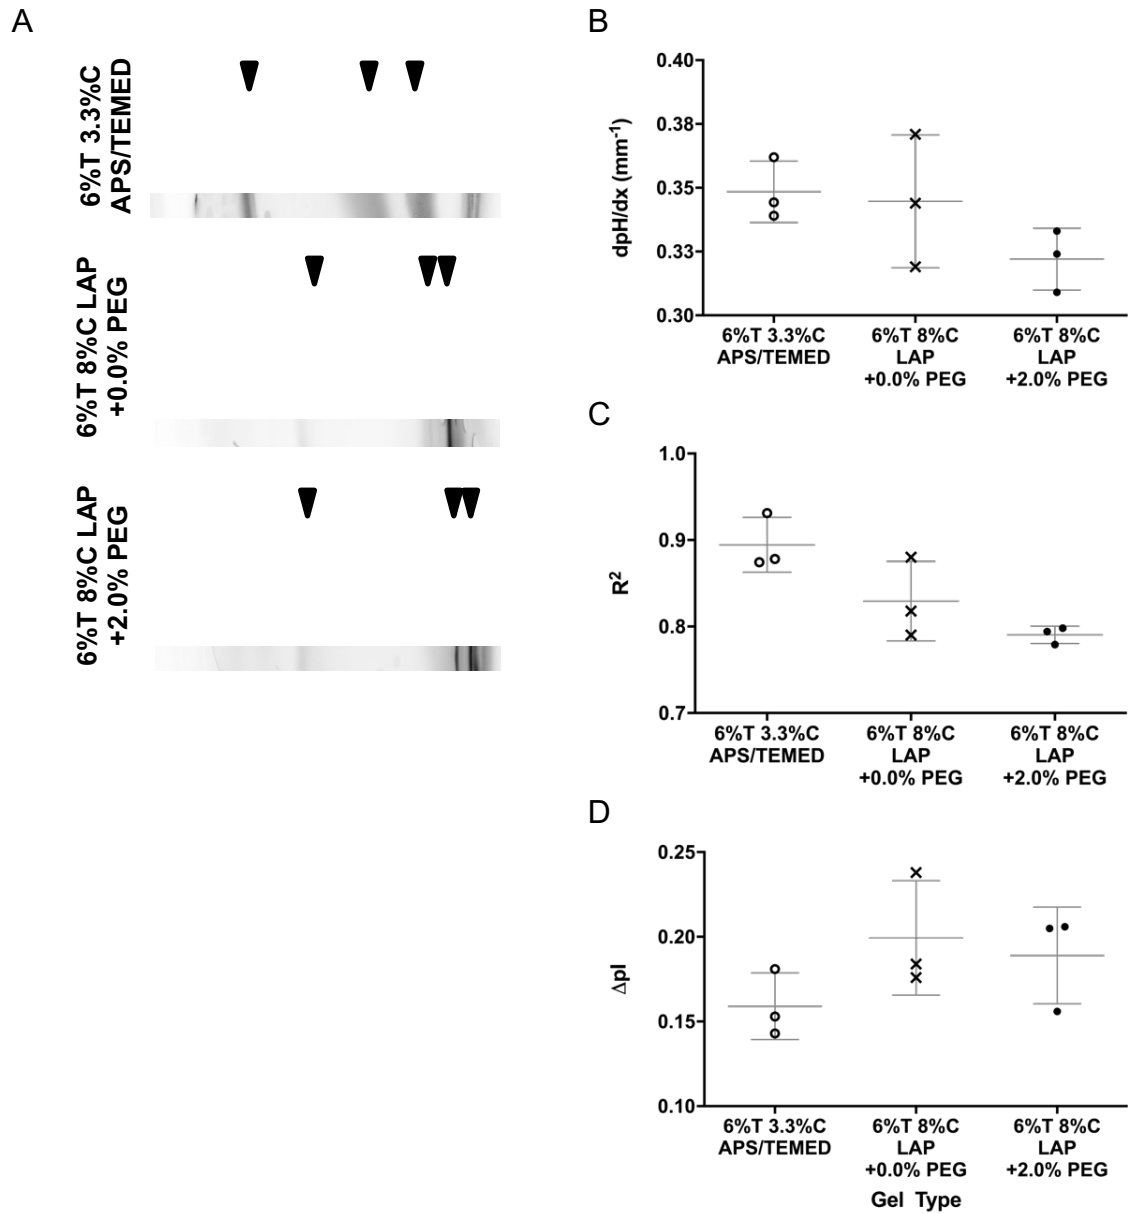 A
6%T 3.3%C
APS/TEMED
6%T 8%C LAP
+0.0% PEG
6%T 8%C LAP
+2.0% PEG
B
dpH/dx (mm⁻¹)
0.40
0.38
0.35
0.33
0.30
6%T 3.3%C
APS/TEMED
6%T 8%C
LAP
+0.0% PEG
6%T 8%C
LAP
+2.0% PEG
C
R²
1.0
0.9
0.8
0.7
6%T 3.3%C
APS/TEMED
6%T 8%C
LAP
+0.0% PEG
6%T 8%C
LAP
+2.0% PEG
D
ΔpI
0.25
0.20
0.15
0.10
6%T 3.3%C
APS/TEMED
6%T 8%C
LAP
+0.0% PEG
6%T 8%C
LAP
+2.0% PEG
Gel Type